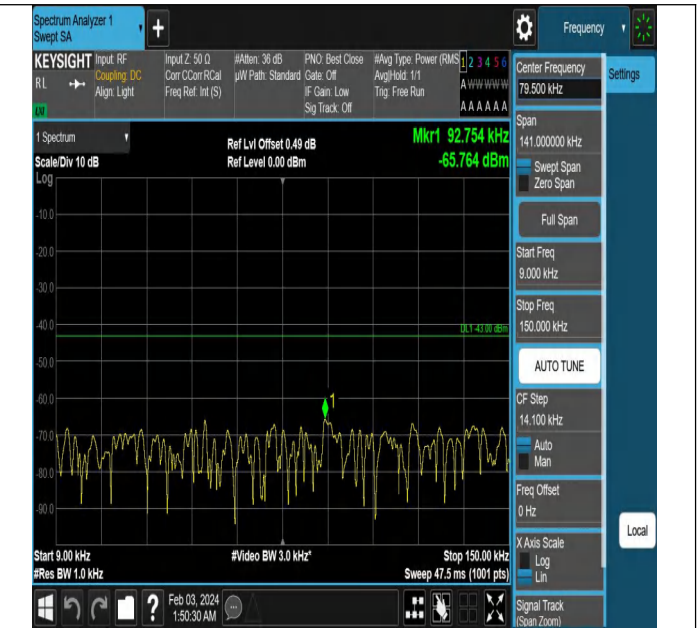 Spectrum Analyzer 1
Swept SA
+
Frequency
KEYSIGHT
RL
Input: RF
Coupling: DC
Align: Light
Input Z: 50 Ω
Corr CCorr RCal
Freq Ref: Int (S)
#Atten: 36 dB
µW Path: Standard
PNO: Best Close
Gate: Off
IF Gain: Low
Sig Track: Off
#Avg Type: Power (RMS
Avg|Hold: 1/1
Trig: Free Run
1 2 3 4 5 6
A W W W W W
A A A A A A
1 Spectrum
Scale/Div 10 dB
Ref Lvl Offset 0.49 dB
Ref Level 0.00 dBm
Mkr1 92.754 kHz
-65.764 dBm
Log
-10.0
-20.0
-30.0
-40.0
DL1 -43.00 dBm
-50.0
-60.0
1
-70.0
-80.0
-90.0
Start 9.00 kHz
#Video BW 3.0 kHz*
Stop 150.00 kHz
#Res BW 1.0 kHz
Sweep 47.5 ms (1001 pts)
?
Feb 03, 2024
1:50:30 AM
Center Frequency
79.500 kHz
Settings
Span
141.000000 kHz
Swept Span
Zero Span
Full Span
Start Freq
9.000 kHz
Stop Freq
150.000 kHz
AUTO TUNE
CF Step
14.100 kHz
Auto
Man
Freq Offset
0 Hz
Local
X Axis Scale
Log
Lin
Signal Track
(Span Zoom)